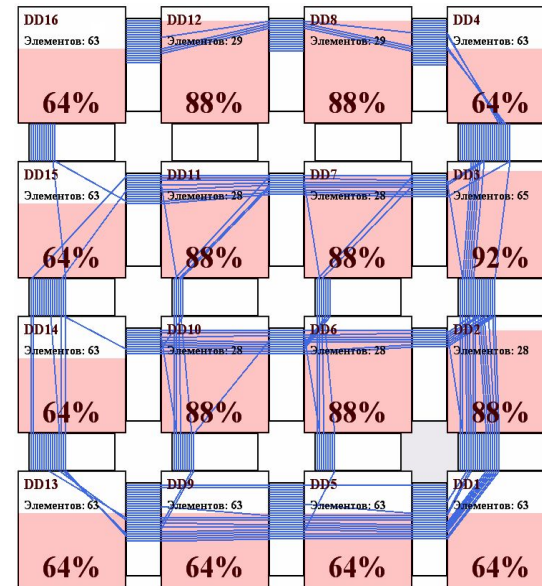 DD16
Элементов: 63
64%
DD12
Элементов: 29
88%
DD8
Элементов: 29
88%
DD4
Элементов: 63
64%
DD15
Элементов: 63
64%
DD11
Элементов: 28
88%
DD7
Элементов: 28
88%
DD3
Элементов: 65
92%
DD14
Элементов: 63
64%
DD10
Элементов: 28
88%
DD6
Элементов: 28
88%
DD2
Элементов: 28
88%
DD13
Элементов: 63
64%
DD9
Элементов: 63
64%
DD5
Элементов: 63
64%
DD1
Элементов: 63
64%